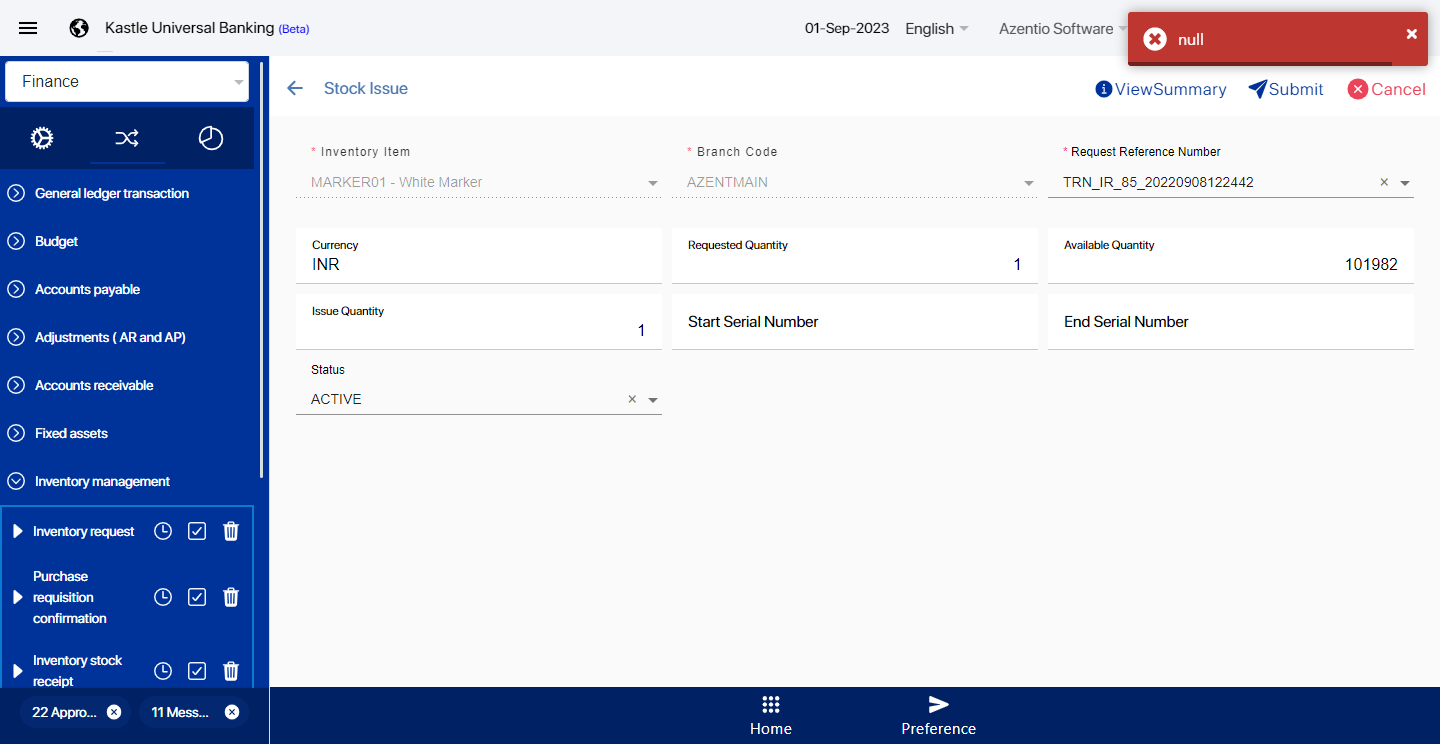 Kastle Universal Banking (Beta)
01-Sep-2023
English
Azentio Software
null
Finance
Stock Issue
ViewSummary
Submit
Cancel
General ledger transaction
Budget
Accounts payable
Adjustments ( AR and AP)
Accounts receivable
Fixed assets
Inventory management
Inventory request
Purchase
requisition
confirmation
Inventory stock
receipt
22 Appro...
11 Mess...
* Inventory Item
MARKER01 - White Marker
* Branch Code
AZENTMAIN
* Request Reference Number
TRN_IR_85_20220908122442
Currency
INR
Requested Quantity
1
Available Quantity
101982
Issue Quantity
1
Start Serial Number
End Serial Number
Status
ACTIVE
Home
Preference